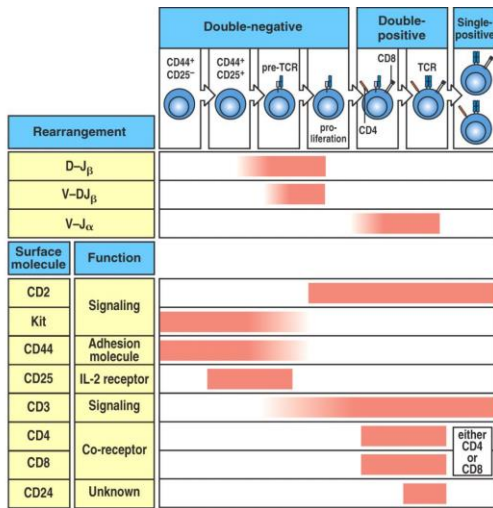 Double-negative
Double-
positive
Single-
positive
CD44⁺
CD25⁻
CD44⁺
CD25⁺
pre-TCR
CD8
TCR
pro-
liferation
CD4
Rearrangement
D–Jβ
V–DJβ
V–Jα
Surface
molecule
Function
CD2
Signaling
Kit
CD44
Adhesion
molecule
CD25
IL-2 receptor
CD3
Signaling
CD4
Co-receptor
either
CD4
or
CD8
CD8
CD24
Unknown